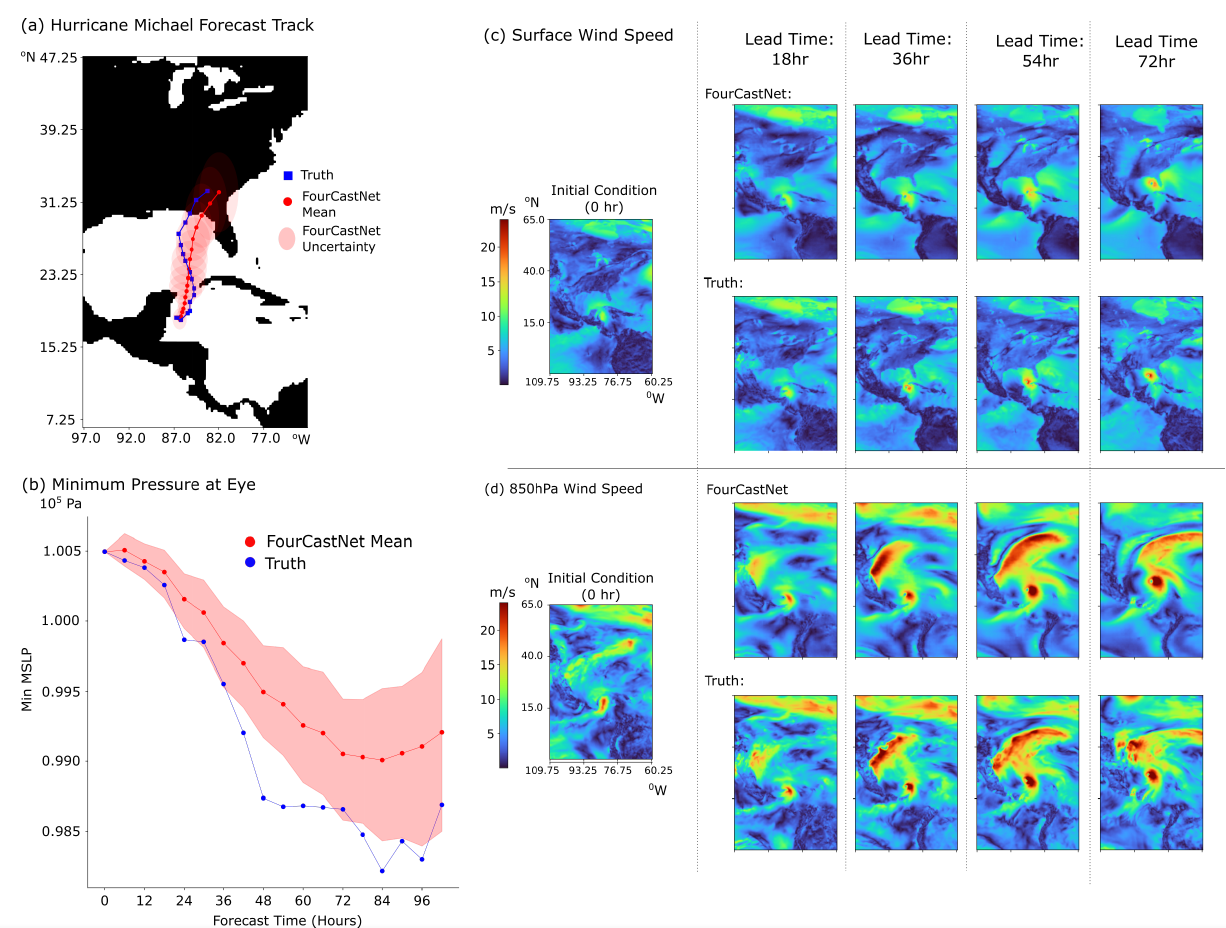 (a) Hurricane Michael Forecast Track
°N 47.25
39.25
31.25
23.25
15.25
7.25
97.0 92.0 87.0 82.0 77.0 °W
Truth
FourCastNet
Mean
FourCastNet
Uncertainty
(b) Minimum Pressure at Eye
10⁵ Pa
1.005
1.000
0.995
0.990
0.985
Min MSLP
0 12 24 36 48 60 72 84 96
Forecast Time (Hours)
FourCastNet Mean
Truth
(c) Surface Wind Speed
Lead Time:
18hr
Lead Time:
36hr
Lead Time:
54hr
Lead Time
72hr
FourCastNet:
Initial Condition
(0 hr)
m/s
20
15
10
5
°N
65.0
40.0
15.0
109.75 93.25 76.75 60.25
⁰W
Truth:
(d) 850hPa Wind Speed
FourCastNet
Initial Condition
(0 hr)
m/s
20
15
10
5
°N
65.0
40.0
15.0
109.75 93.25 76.75 60.25
⁰W
Truth: